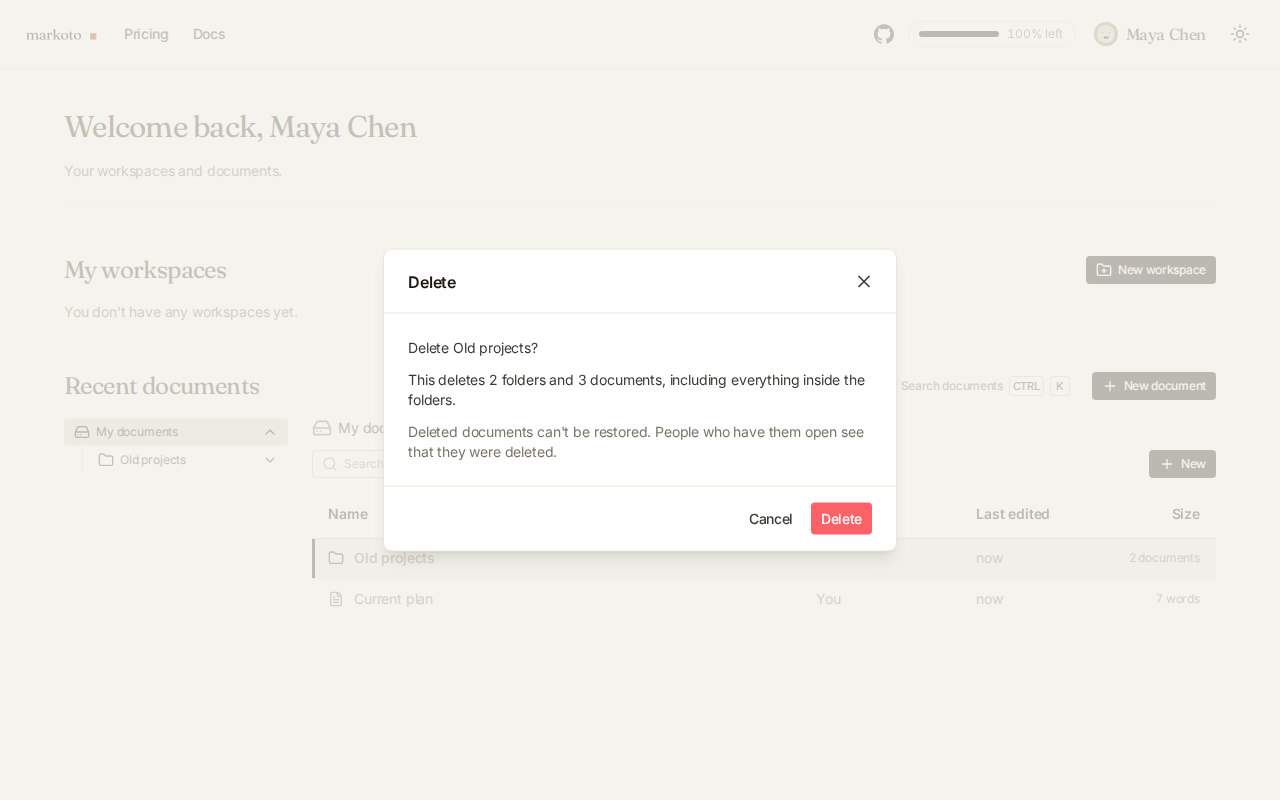 markoto
Pricing
Docs
100% left
Maya Chen
Welcome back, Maya Chen
Your workspaces and documents.
My workspaces
New workspace
You don't have any workspaces yet.
Delete
Delete Old projects?
This deletes 2 folders and 3 documents, including everything inside the
folders.
Deleted documents can't be restored. People who have them open see
that they were deleted.
Cancel
Delete
Recent documents
Search documents
CTRL
K
New document
My documents
Old projects
My doc
Search
New
Name
Last edited
Size
Old projects
now
2 documents
Current plan
You
now
7 words